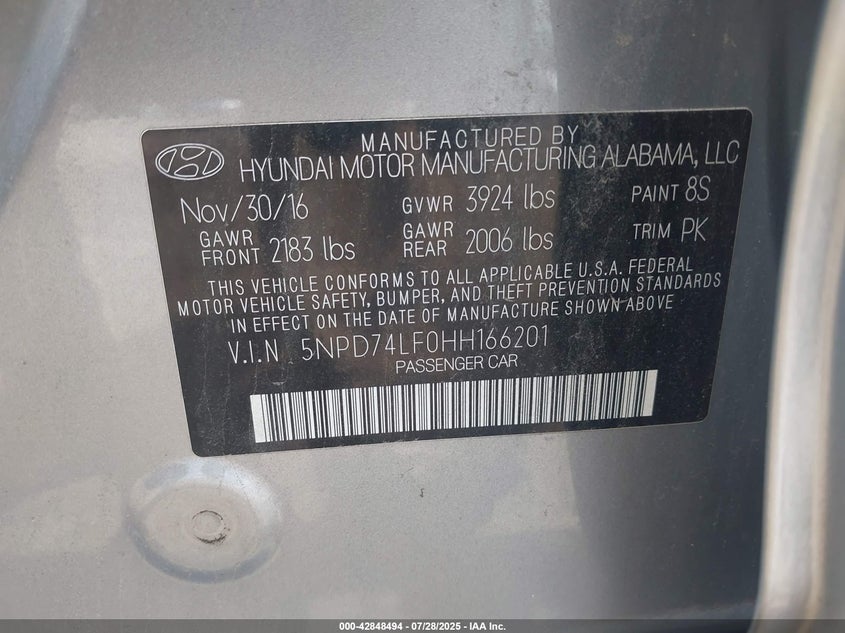 MANUFACTURED BY
HYUNDAI MOTOR MANUFACTURING ALABAMA, LLC
Nov/30/16 GVWR 3924 lbs PAINT 8S
GAWR FRONT 2183 lbs GAWR REAR 2006 lbs TRIM PK
THIS VEHICLE CONFORMS TO ALL APPLICABLE U.S.A. FEDERAL
MOTOR VEHICLE SAFETY, BUMPER, AND THEFT PREVENTION STANDARDS
IN EFFECT ON THE DATE OF MANUFACTURE SHOWN ABOVE
V.I.N 5NPD74LF0HH166201
PASSENGER CAR
000-42848494 - 07/28/2025 - IAA Inc.